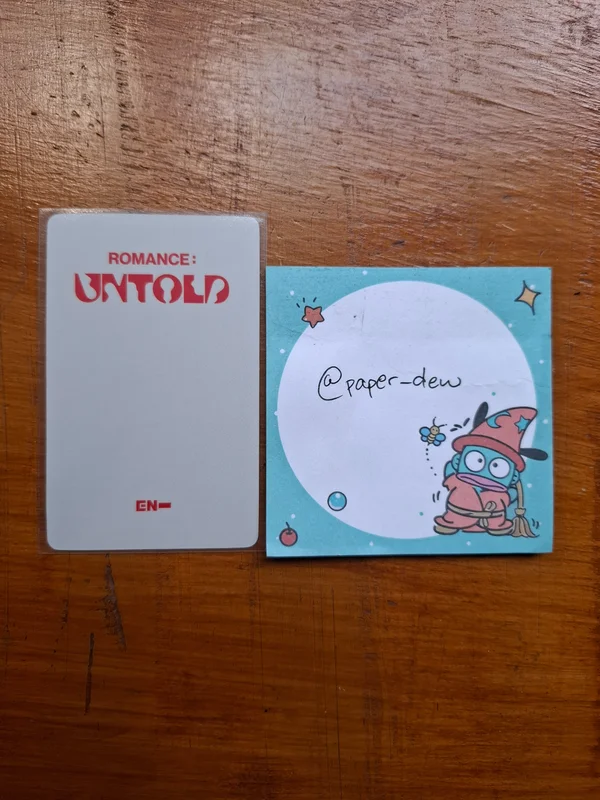 ROMANCE:
UNTOLD
EN-
@paper_dew